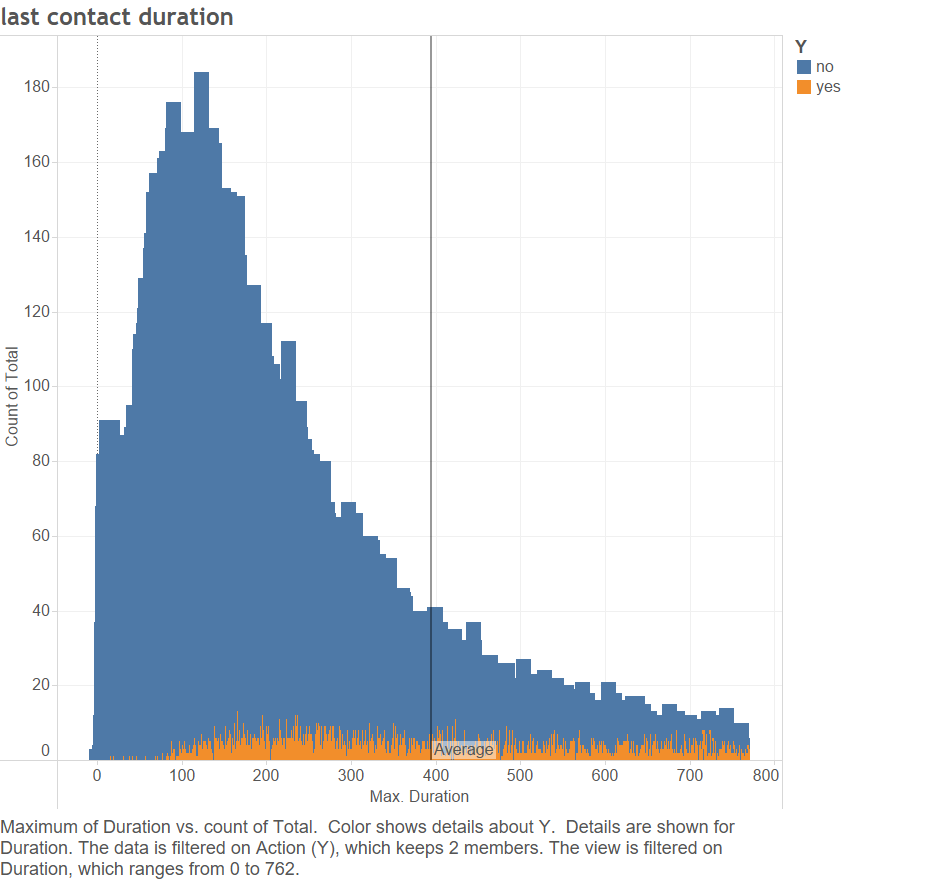 last contact duration
Y
no
yes
180
160
140
120
100
80
60
40
20
0
Count of Total
Average
0 100 200 300 400 500 600 700 800
Max. Duration
Maximum of Duration vs. count of Total.  Color shows details about Y.  Details are shown for
Duration. The data is filtered on Action (Y), which keeps 2 members. The view is filtered on
Duration, which ranges from 0 to 762.